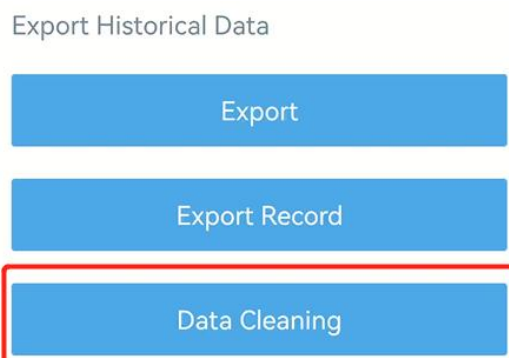 Export Historical Data
Export
Export Record
Data Cleaning